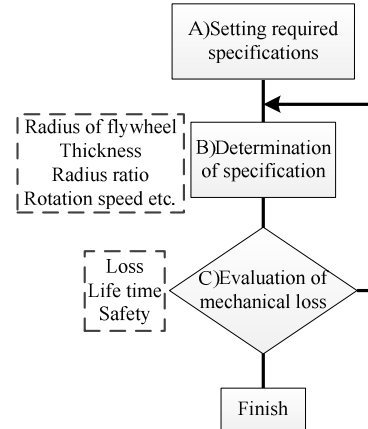 A)Setting required
specifications
Radius of flywheel
Thickness
Radius ratio
Rotation speed etc.
B)Determination
of specification
Loss
Life time
Safety
C)Evaluation of
mechanical loss
Finish